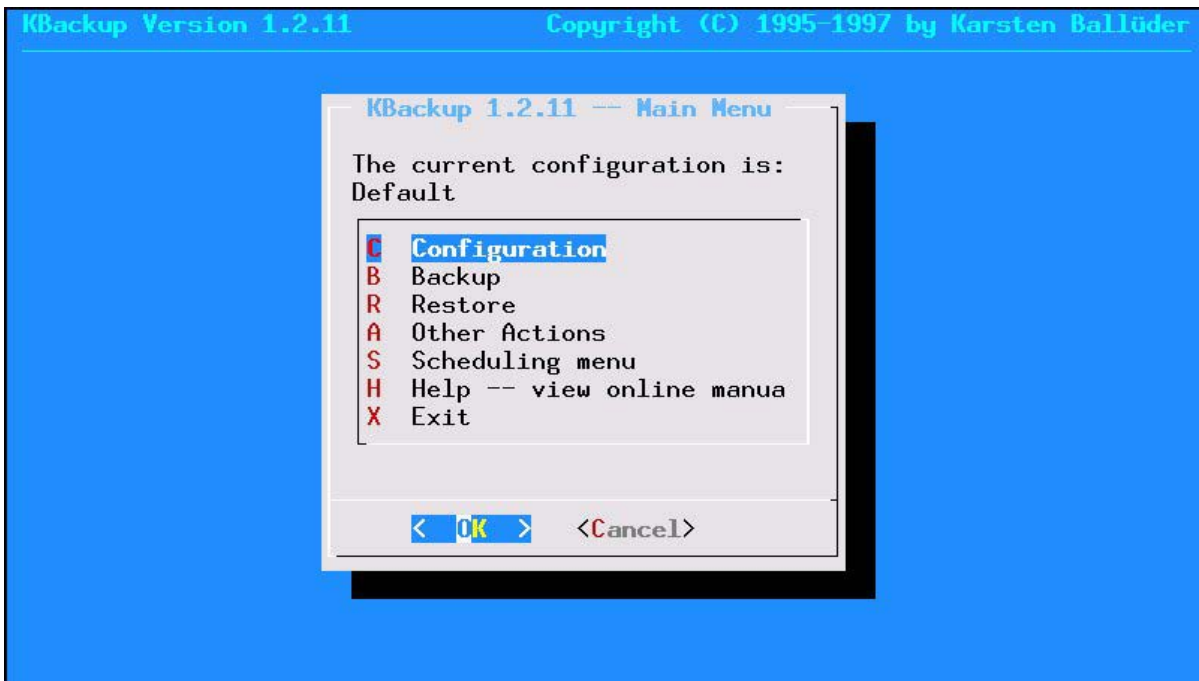 KBackup Version 1.2.11 Copyright (C) 1995-1997 by Karsten Ballüder
KBackup 1.2.11 -- Main Menu
The current configuration is:
Default
C Configuration
B Backup
R Restore
A Other Actions
S Scheduling menu
H Help -- view online manua
X Exit
< OK > <Cancel>